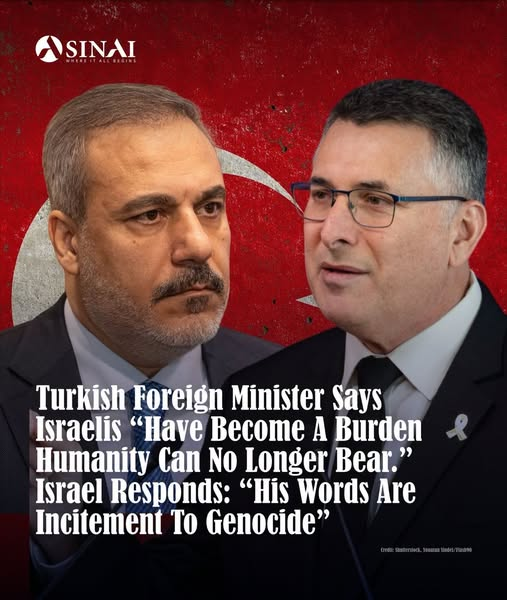 ASINAI
WHERE IT ALL BEGINS
Turkish Foreign Minister Says
Israelis “Have Become A Burden
Humanity Can No Longer Bear.”
Israel Responds: “His Words Are
Incitement To Genocide”
Credit: Shutterstock, Yonatan Sindel/Flash90